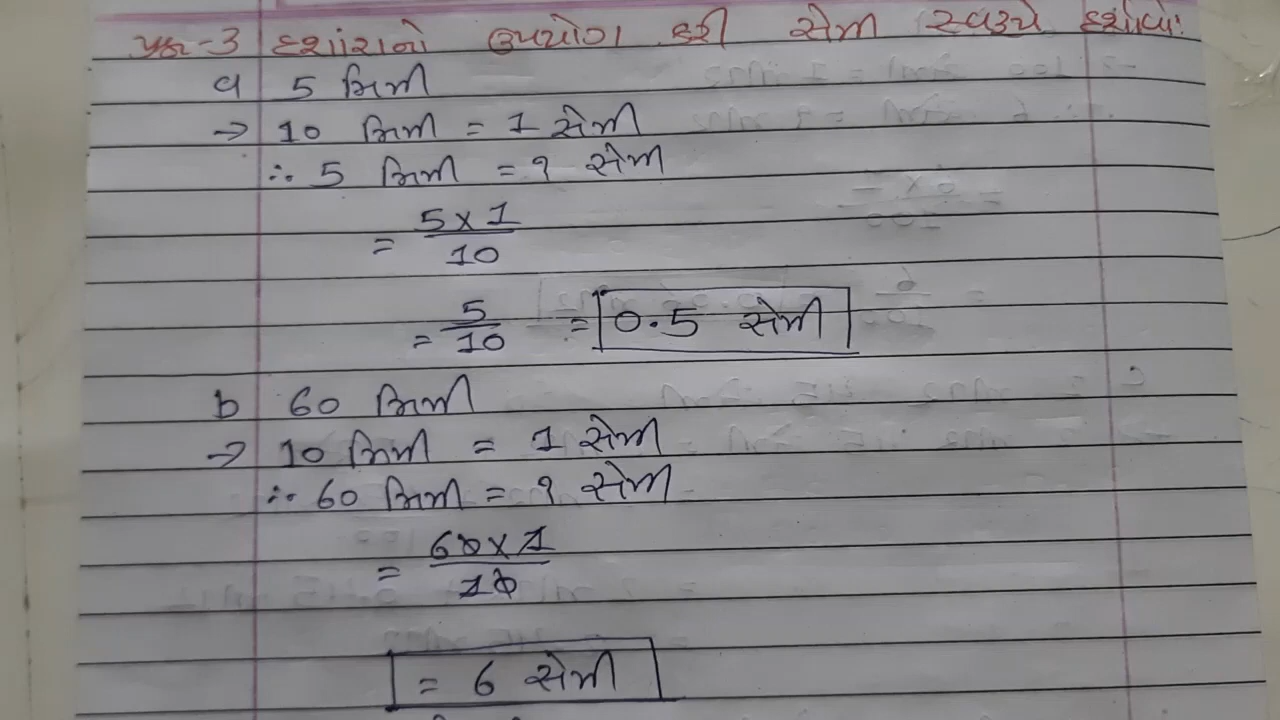 પ્રશ્ન-3 દશાંશનો ઉપયોગ કરી સેમી સ્વરૂપે દર્શાવો:
a 5 મિમી
→ 10 મિમી = 1 સેમી
∴ 5 મિમી = ? સેમી
= 5 x 1 / 10
= 5 / 10 = 0.5 સેમી
b 60 મિમી
→ 10 મિમી = 1 સેમી
∴ 60 મિમી = ? સેમી
= 60 x 1 / 10
= 6 સેમી